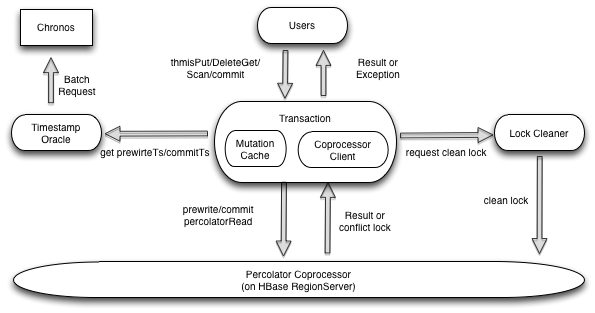 Chronos
Users
thmisPut/DeleteGet/
Scan/commit
Result or
Exception
Batch
Request
Timestamp
Oracle
Transaction
Mutation
Cache
Coprocessor
Client
Lock Cleaner
get prewirteTs/commitTs
request clean lock
prewrite/commit
percolatorRead
Result or
conflict lock
clean lock
Percolator Coprocessor
(on HBase RegionServer)